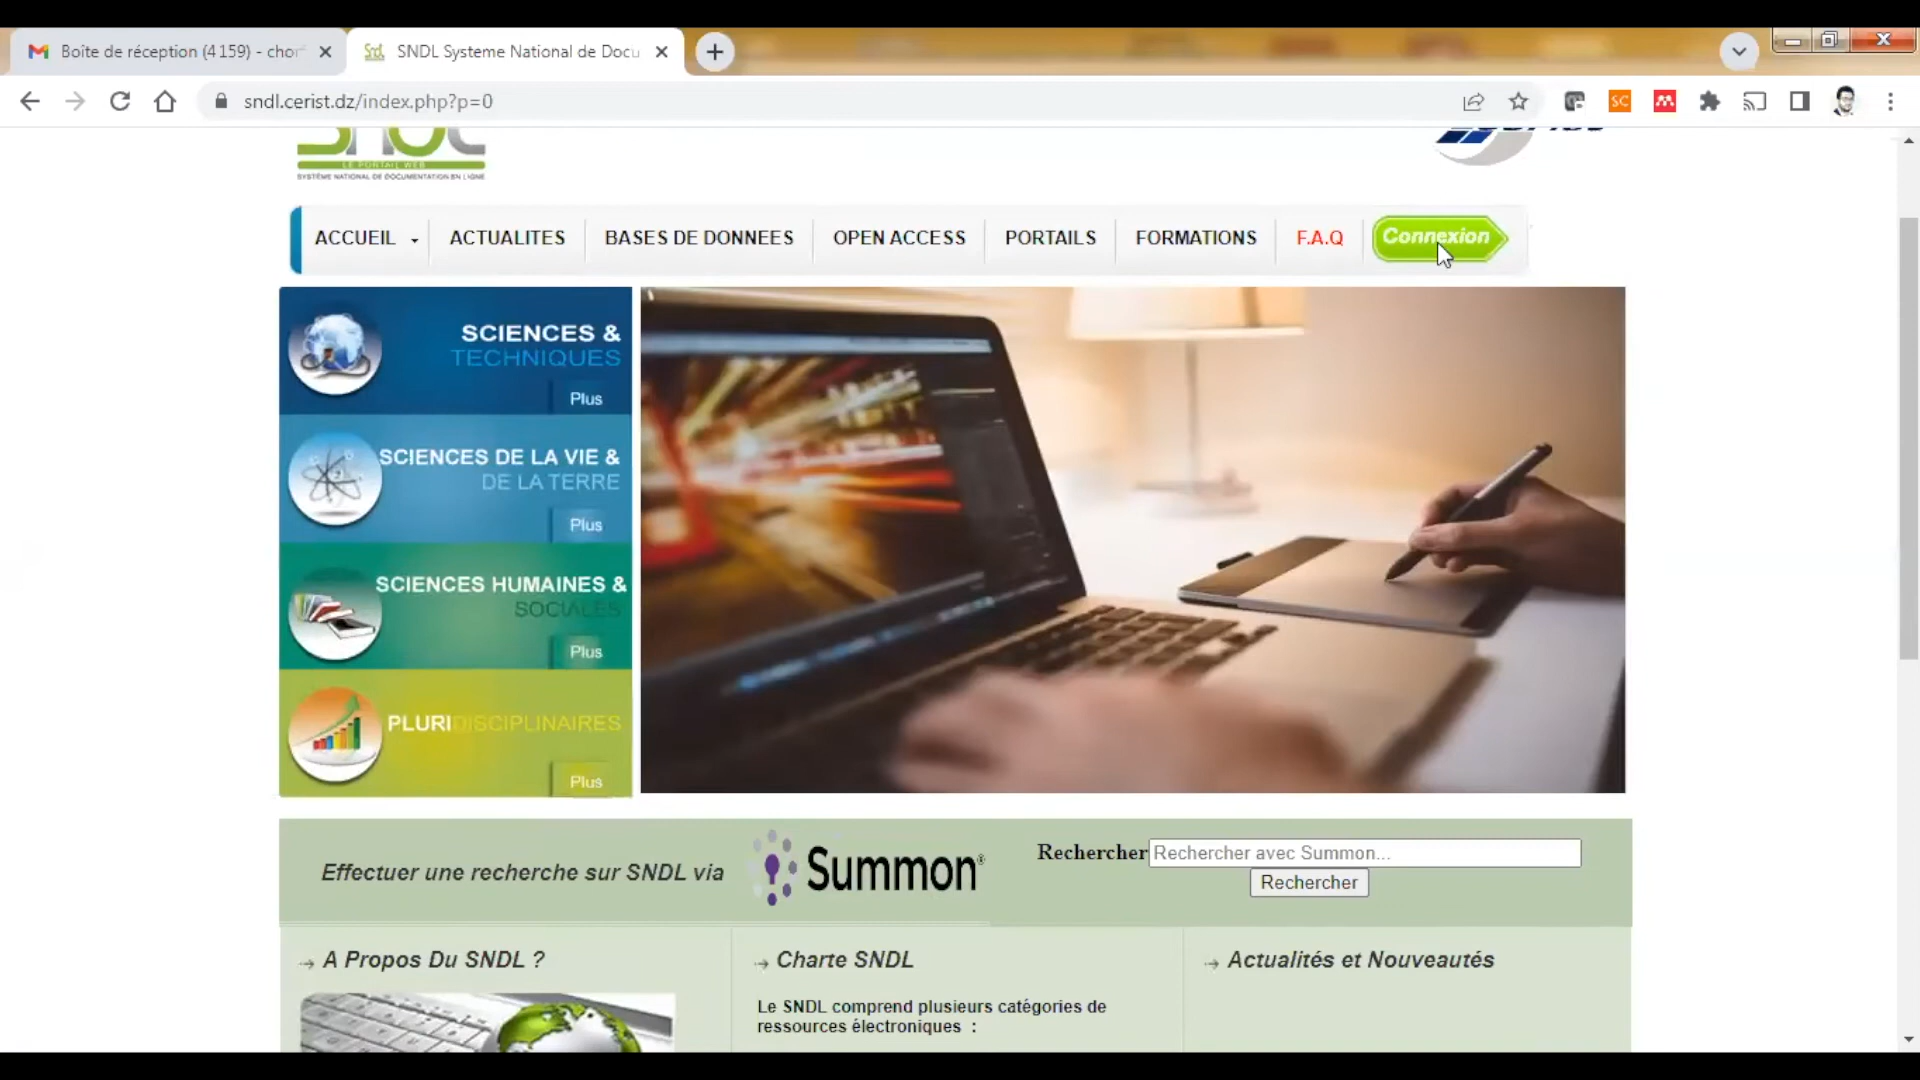 Boîte de réception (4 159) - chorf
SNDL Systeme National de Docu
sndl.cerist.dz/index.php?p=0
SC
SNDL
LE PORTAIL WEB
SYSTÈME NATIONAL DE DOCUMENTATION EN LIGNE
ACCUEIL
ACTUALITES
BASES DE DONNEES
OPEN ACCESS
PORTAILS
FORMATIONS
F.A.Q
Connexion
SCIENCES &
TECHNIQUES
Plus
SCIENCES DE LA VIE &
DE LA TERRE
Plus
SCIENCES HUMAINES &
SOCIALES
Plus
PLURIDISCIPLINAIRES
Plus
Effectuer une recherche sur SNDL via
Summon®
Rechercher
Rechercher avec Summon...
Rechercher
A Propos Du SNDL ?
Charte SNDL
Actualités et Nouveautés
Le SNDL comprend plusieurs catégories de
ressources électroniques :